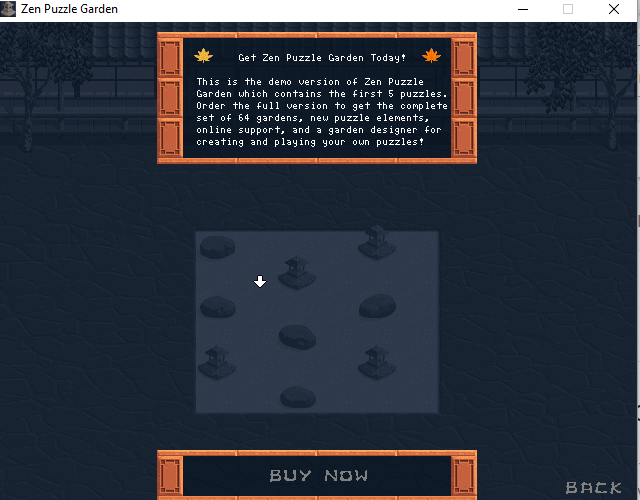 Zen Puzzle Garden
Get Zen Puzzle Garden Today!
This is the demo version of Zen Puzzle
Garden which contains the first 5 puzzles.
Order the full version to get the complete
set of 64 gardens, new puzzle elements,
online support, and a garden designer for
creating and playing your own puzzles!
BUY NOW
BACK